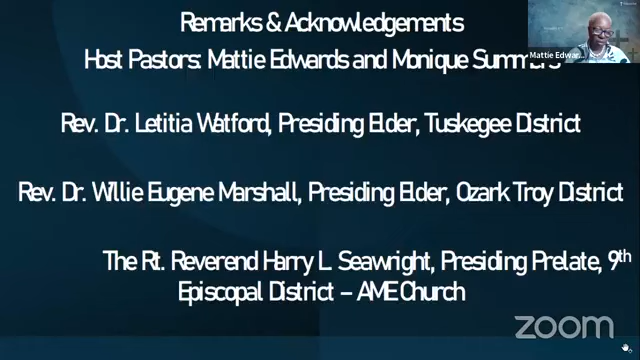 Remarks & Acknowledgements
Host Pastors: Mattie Edwards and Monique Summers
Mattie Edwar...
Rev. Dr. Letitia Watford, Presiding Elder, Tuskegee District
Rev. Dr. Willie Eugene Marshall, Presiding Elder, Ozark Troy District
The Rt. Reverend Harry L. Seawright, Presiding Prelate, 9th
Episcopal District – AME Church
zoom